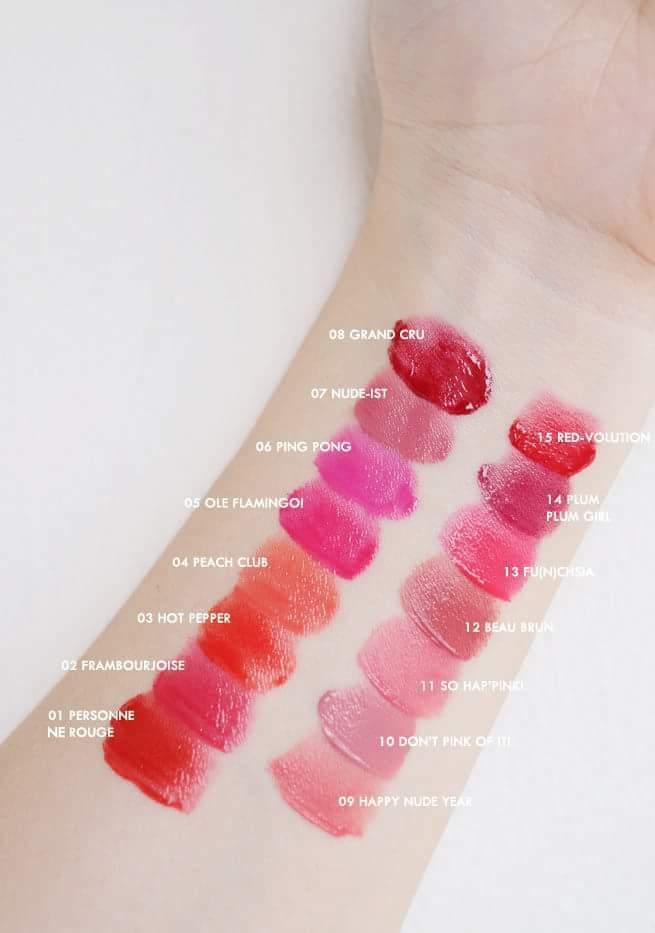 08 GRAND CRU
07 NUDE-IST
06 PING PONG
05 OLE FLAMINGO!
04 PEACH CLUB
03 HOT PEPPER
02 FRAMBOURJOISE
01 PERSONNE
NE ROUGE
15 RED-VOLUTION
14 PLUM
PLUM GIRL
13 FU(N)CHSIA
12 BEAU BRUN
11 SO HAP'PINK!
10 DON'T PINK OF IT!
09 HAPPY NUDE YEAR